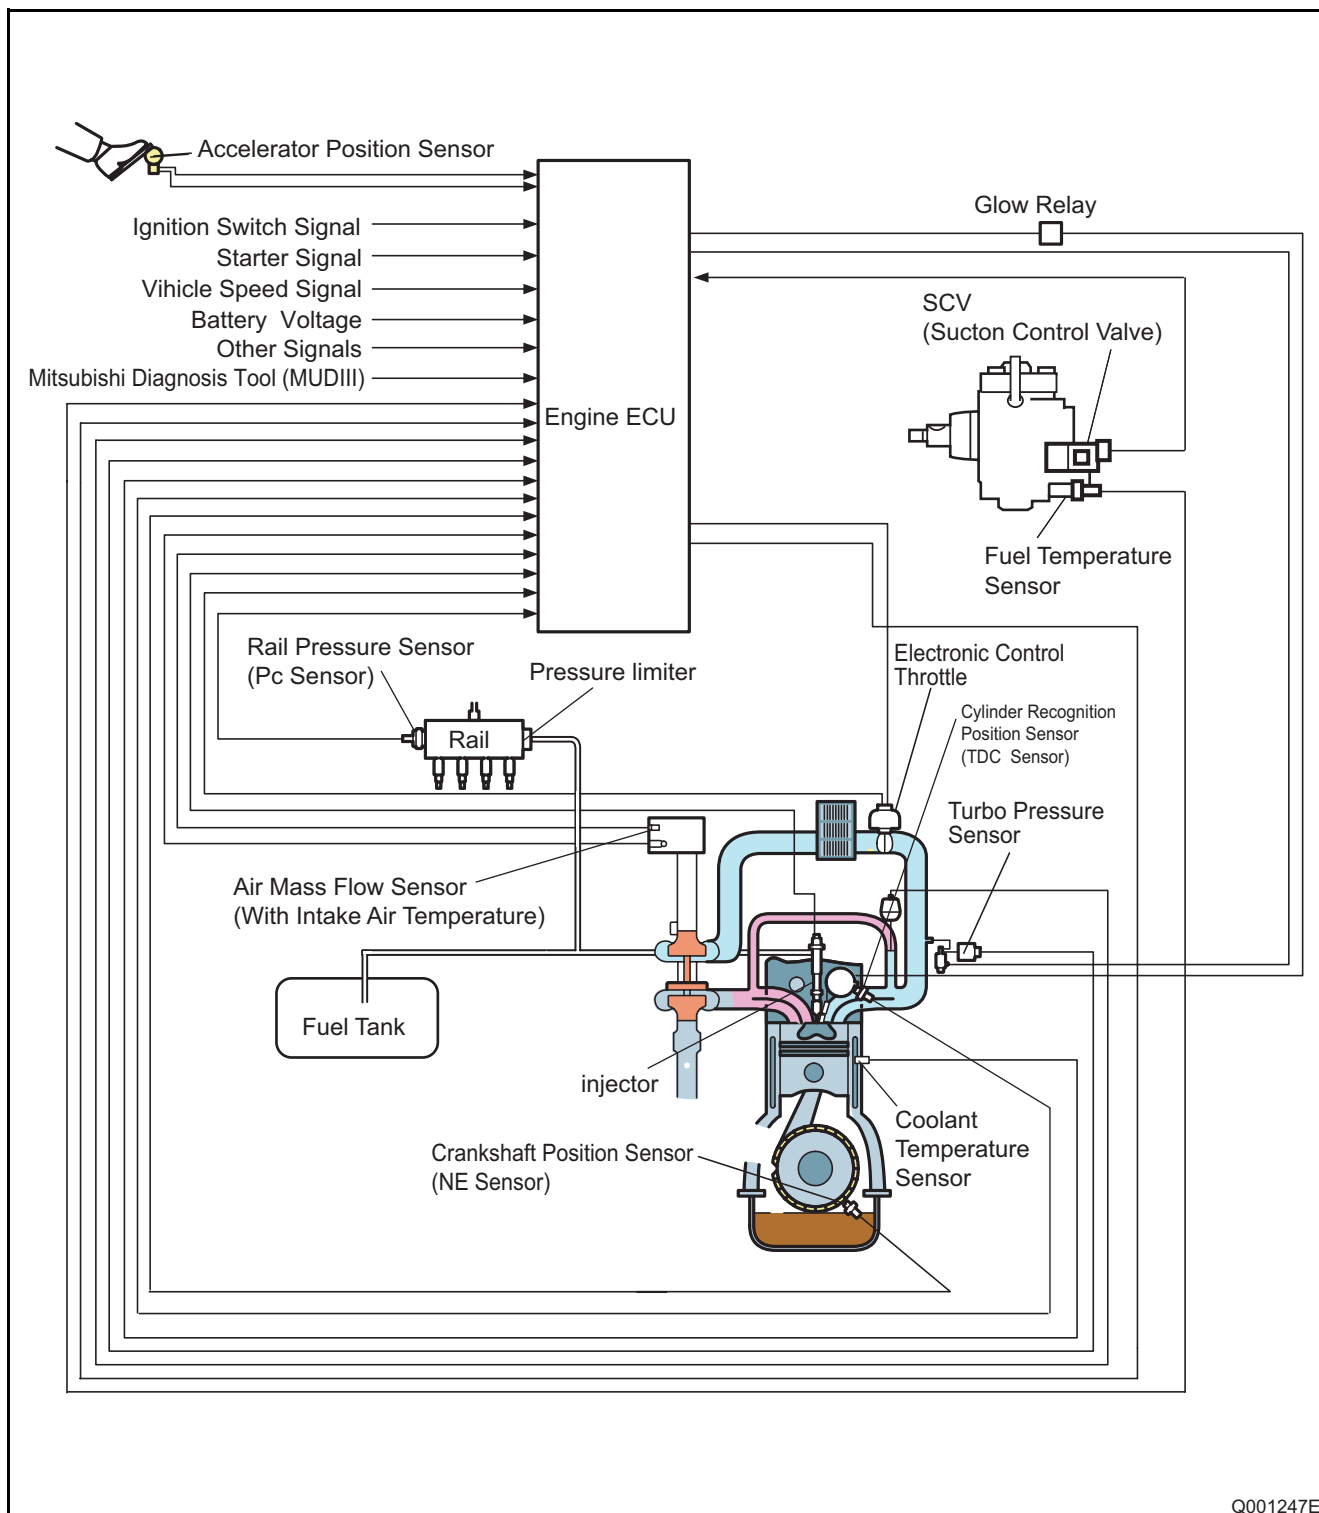 Accelerator Position Sensor
Ignition Switch Signal
Starter Signal
Vihicle Speed Signal
Battery Voltage
Other Signals
Mitsubishi Diagnosis Tool (MUDIII)
Engine ECU
Glow Relay
SCV
(Sucton Control Valve)
Fuel Temperature
Sensor
Rail Pressure Sensor
(Pc Sensor)
Pressure limiter
Rail
Electronic Control
Throttle
Cylinder Recognition
Position Sensor
(TDC Sensor)
Turbo Pressure
Sensor
Air Mass Flow Sensor
(With Intake Air Temperature)
Fuel Tank
injector
Coolant
Temperature
Sensor
Crankshaft Position Sensor
(NE Sensor)
Q001247E